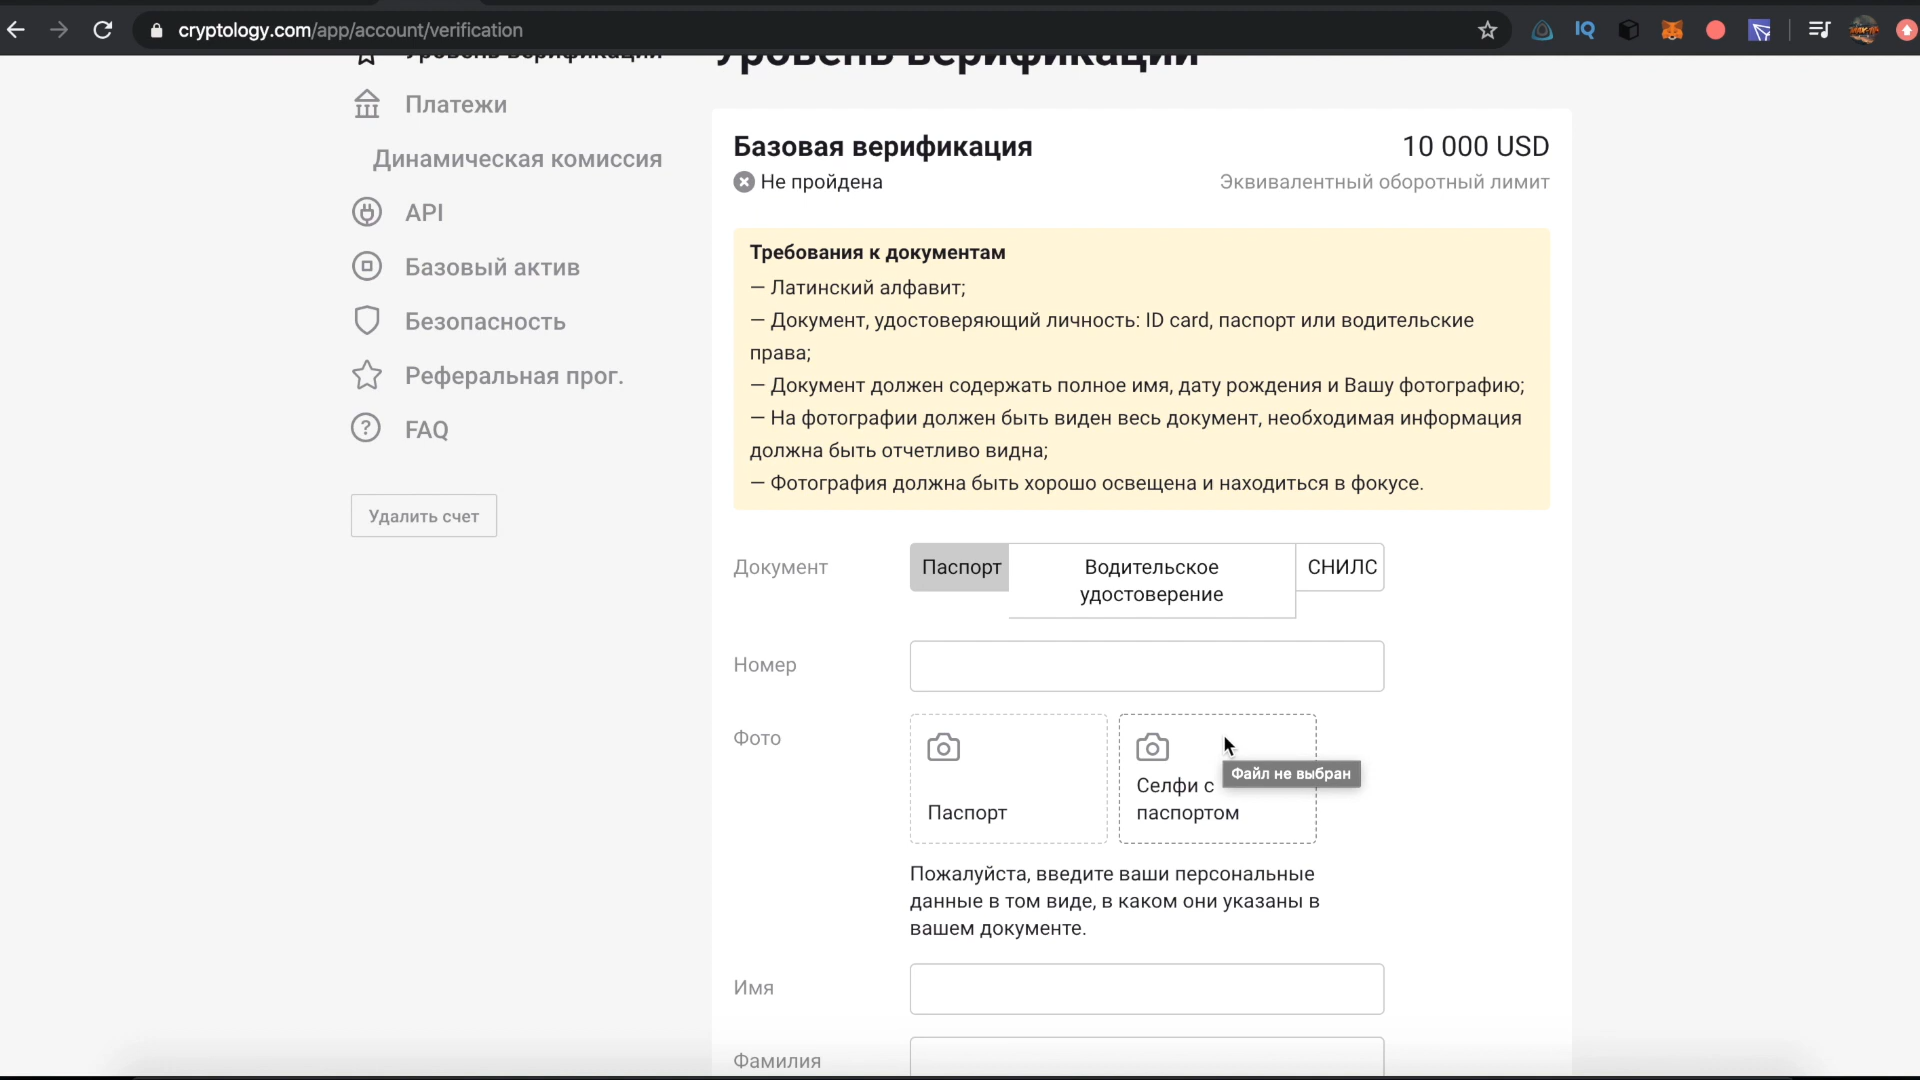 cryptology.com/app/account/verification
IQ
Уровень верификации
Уровень верификации
Платежи
Динамическая комиссия
API
Базовый актив
Безопасность
Реферальная прог.
FAQ
Удалить счет
Базовая верификация
10 000 USD
Не пройдена
Эквивалентный оборотный лимит
Требования к документам
— Латинский алфавит;
— Документ, удостоверяющий личность: ID card, паспорт или водительские
права;
— Документ должен содержать полное имя, дату рождения и Вашу фотографию;
— На фотографии должен быть виден весь документ, необходимая информация
должна быть отчетливо видна;
— Фотография должна быть хорошо освещена и находиться в фокусе.
Документ
Паспорт
Водительское
удостоверение
СНИЛС
Номер
Фото
Паспорт
Селфи с
паспортом
Файл не выбран
Пожалуйста, введите ваши персональные
данные в том виде, в каком они указаны в
вашем документе.
Имя
Фамилия